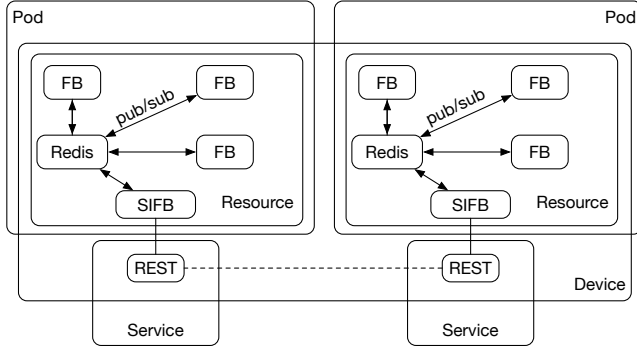 Pod
Pod
FB
FB
FB
FB
pub/sub
pub/sub
Redis
FB
Redis
FB
SIFB
Resource
SIFB
Resource
REST
REST
Device
Service
Service